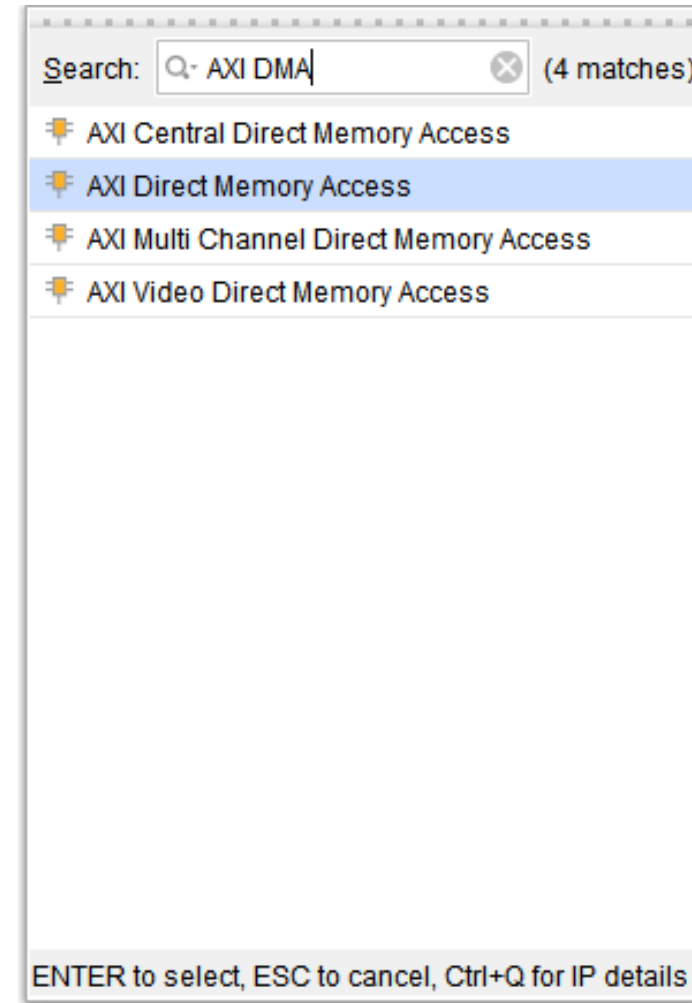 Search: AXI DMA (4 matches)
AXI Central Direct Memory Access
AXI Direct Memory Access
AXI Multi Channel Direct Memory Access
AXI Video Direct Memory Access
ENTER to select, ESC to cancel, Ctrl+Q for IP details